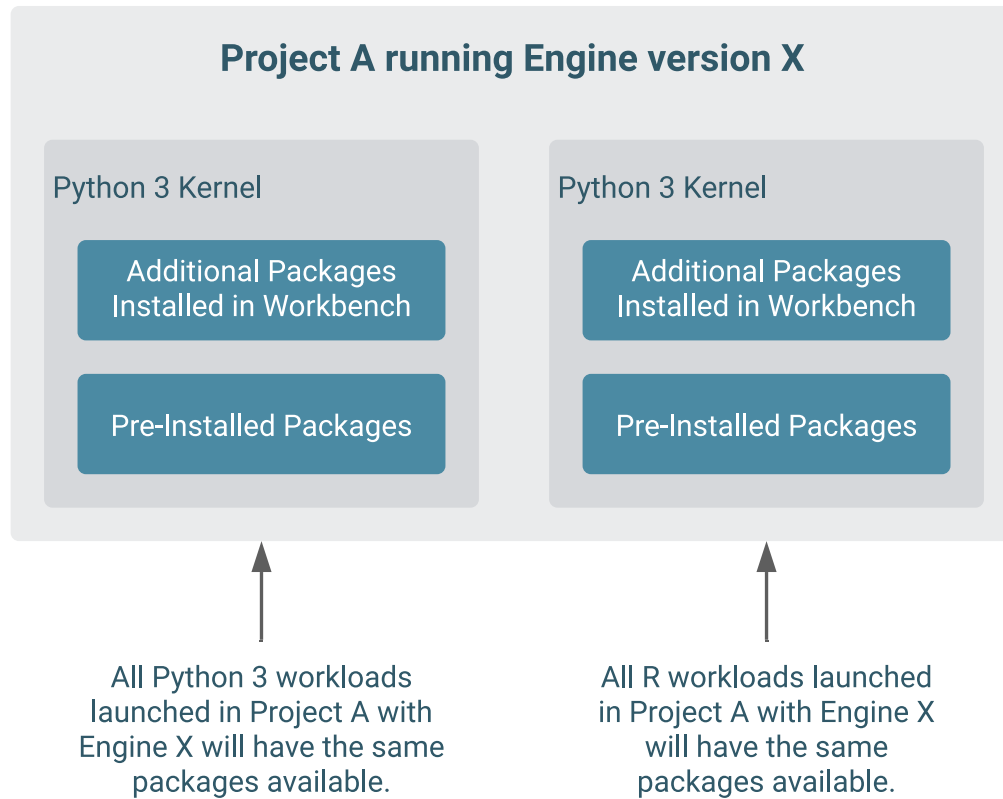 Project A running Engine version X
Python 3 Kernel
Additional Packages
Installed in Workbench
Pre-Installed Packages
Python 3 Kernel
Additional Packages
Installed in Workbench
Pre-Installed Packages
All Python 3 workloads
launched in Project A with
Engine X will have the same
packages available.
All R workloads launched
in Project A with Engine X
will have the same
packages available.